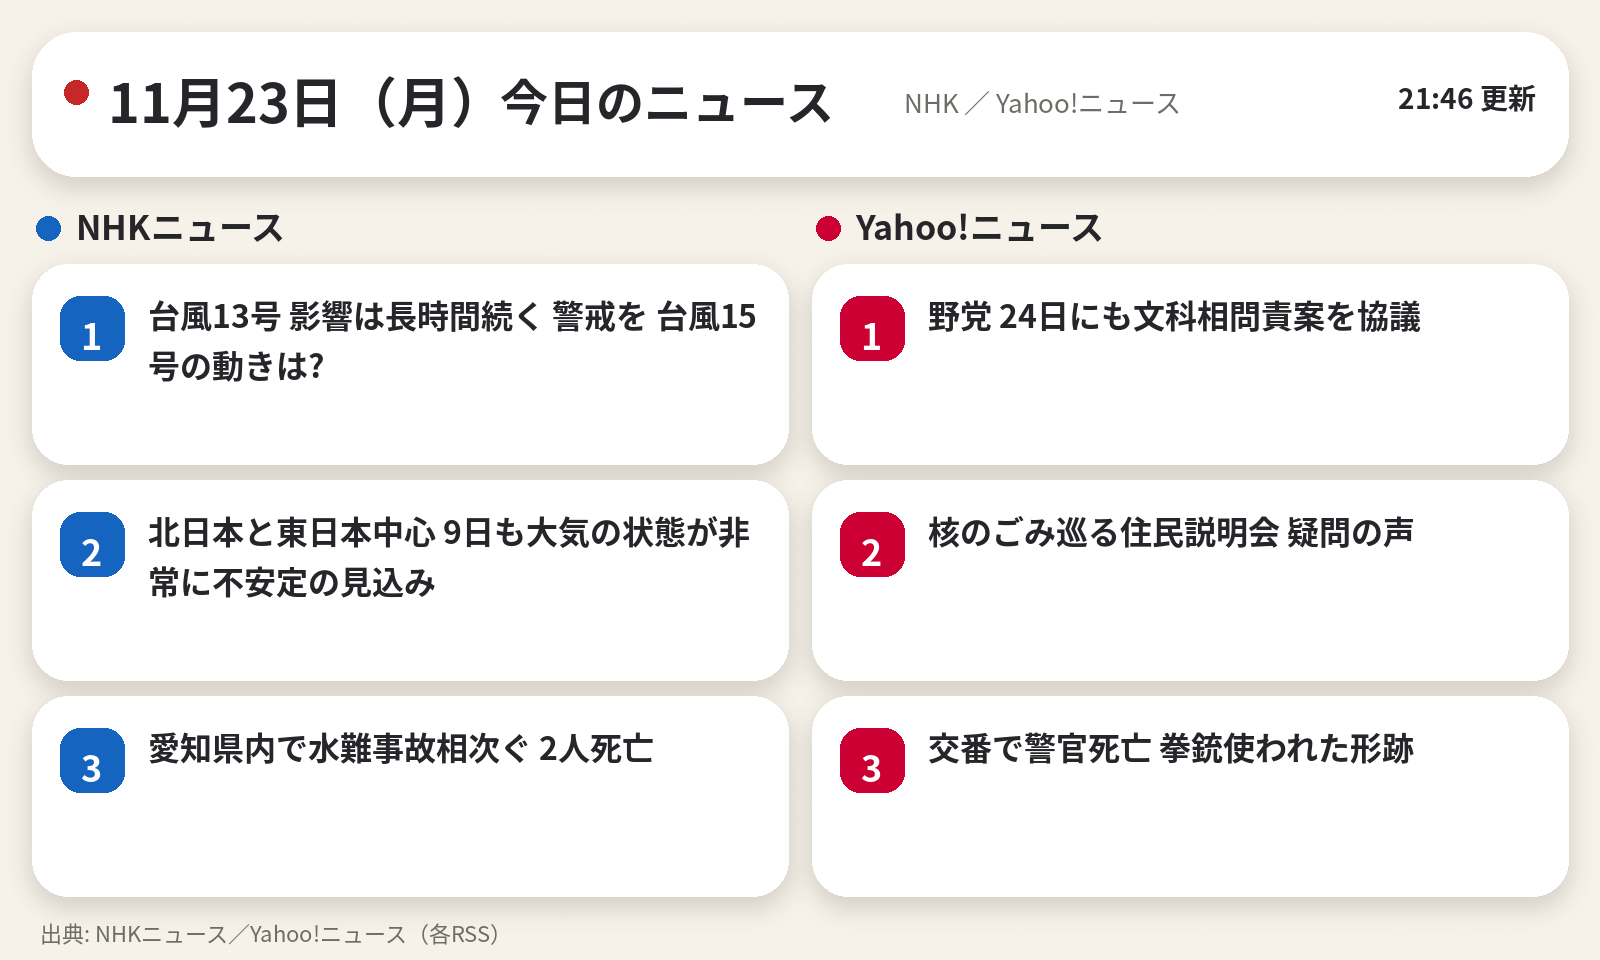 11月23日（月）今日のニュース
NHK ／ Yahoo!ニュース
21:46 更新
NHKニュース
1
台風13号 影響は長時間続く 警戒を 台風15
号の動きは?
2
北日本と東日本中心 9日も大気の状態が非
常に不安定の見込み
3
愛知県内で水難事故相次ぐ 2人死亡
Yahoo!ニュース
1
野党 24日にも文科相問責案を協議
2
核のごみ巡る住民説明会 疑問の声
3
交番で警官死亡 拳銃使われた形跡
出典: NHKニュース／Yahoo!ニュース（各RSS）